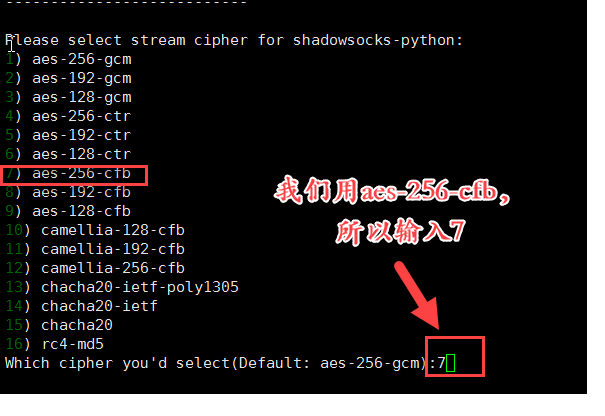 ---------------------------
Please select stream cipher for shadowsocks-python:
1) aes-256-gcm
2) aes-192-gcm
3) aes-128-gcm
4) aes-256-ctr
5) aes-192-ctr
6) aes-128-ctr
7) aes-256-cfb
8) aes-192-cfb
9) aes-128-cfb
10) camellia-128-cfb
11) camellia-192-cfb
12) camellia-256-cfb
13) chacha20-ietf-poly1305
14) chacha20-ietf
15) chacha20
16) rc4-md5
Which cipher you'd select(Default: aes-256-gcm):7
我们用aes-256-cfb，
所以输入7